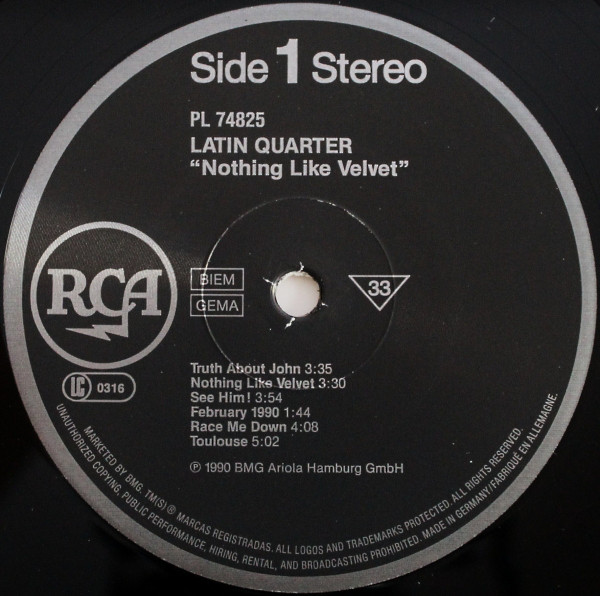 Side 1 Stereo
PL 74825
LATIN QUARTER
“Nothing Like Velvet”
RCA
BIEM
GEMA
33
LC 0316
Truth About John 3:35
Nothing Like Velvet 3:30
See Him! 3:54
February 1990 1:44
Race Me Down 4:08
Toulouse 5:02
℗ 1990 BMG Ariola Hamburg GmbH
MARKETED BY BMG. TM(S) ® MARCAS REGISTRADAS. ALL LOGOS AND TRADEMARKS PROTECTED. ALL RIGHTS RESERVED.
UNAUTHORIZED COPYING, PUBLIC PERFORMANCE, HIRING, RENTAL, AND BROADCASTING PROHIBITED. MADE IN GERMANY/FABRIQUÉ EN ALLEMAGNE.